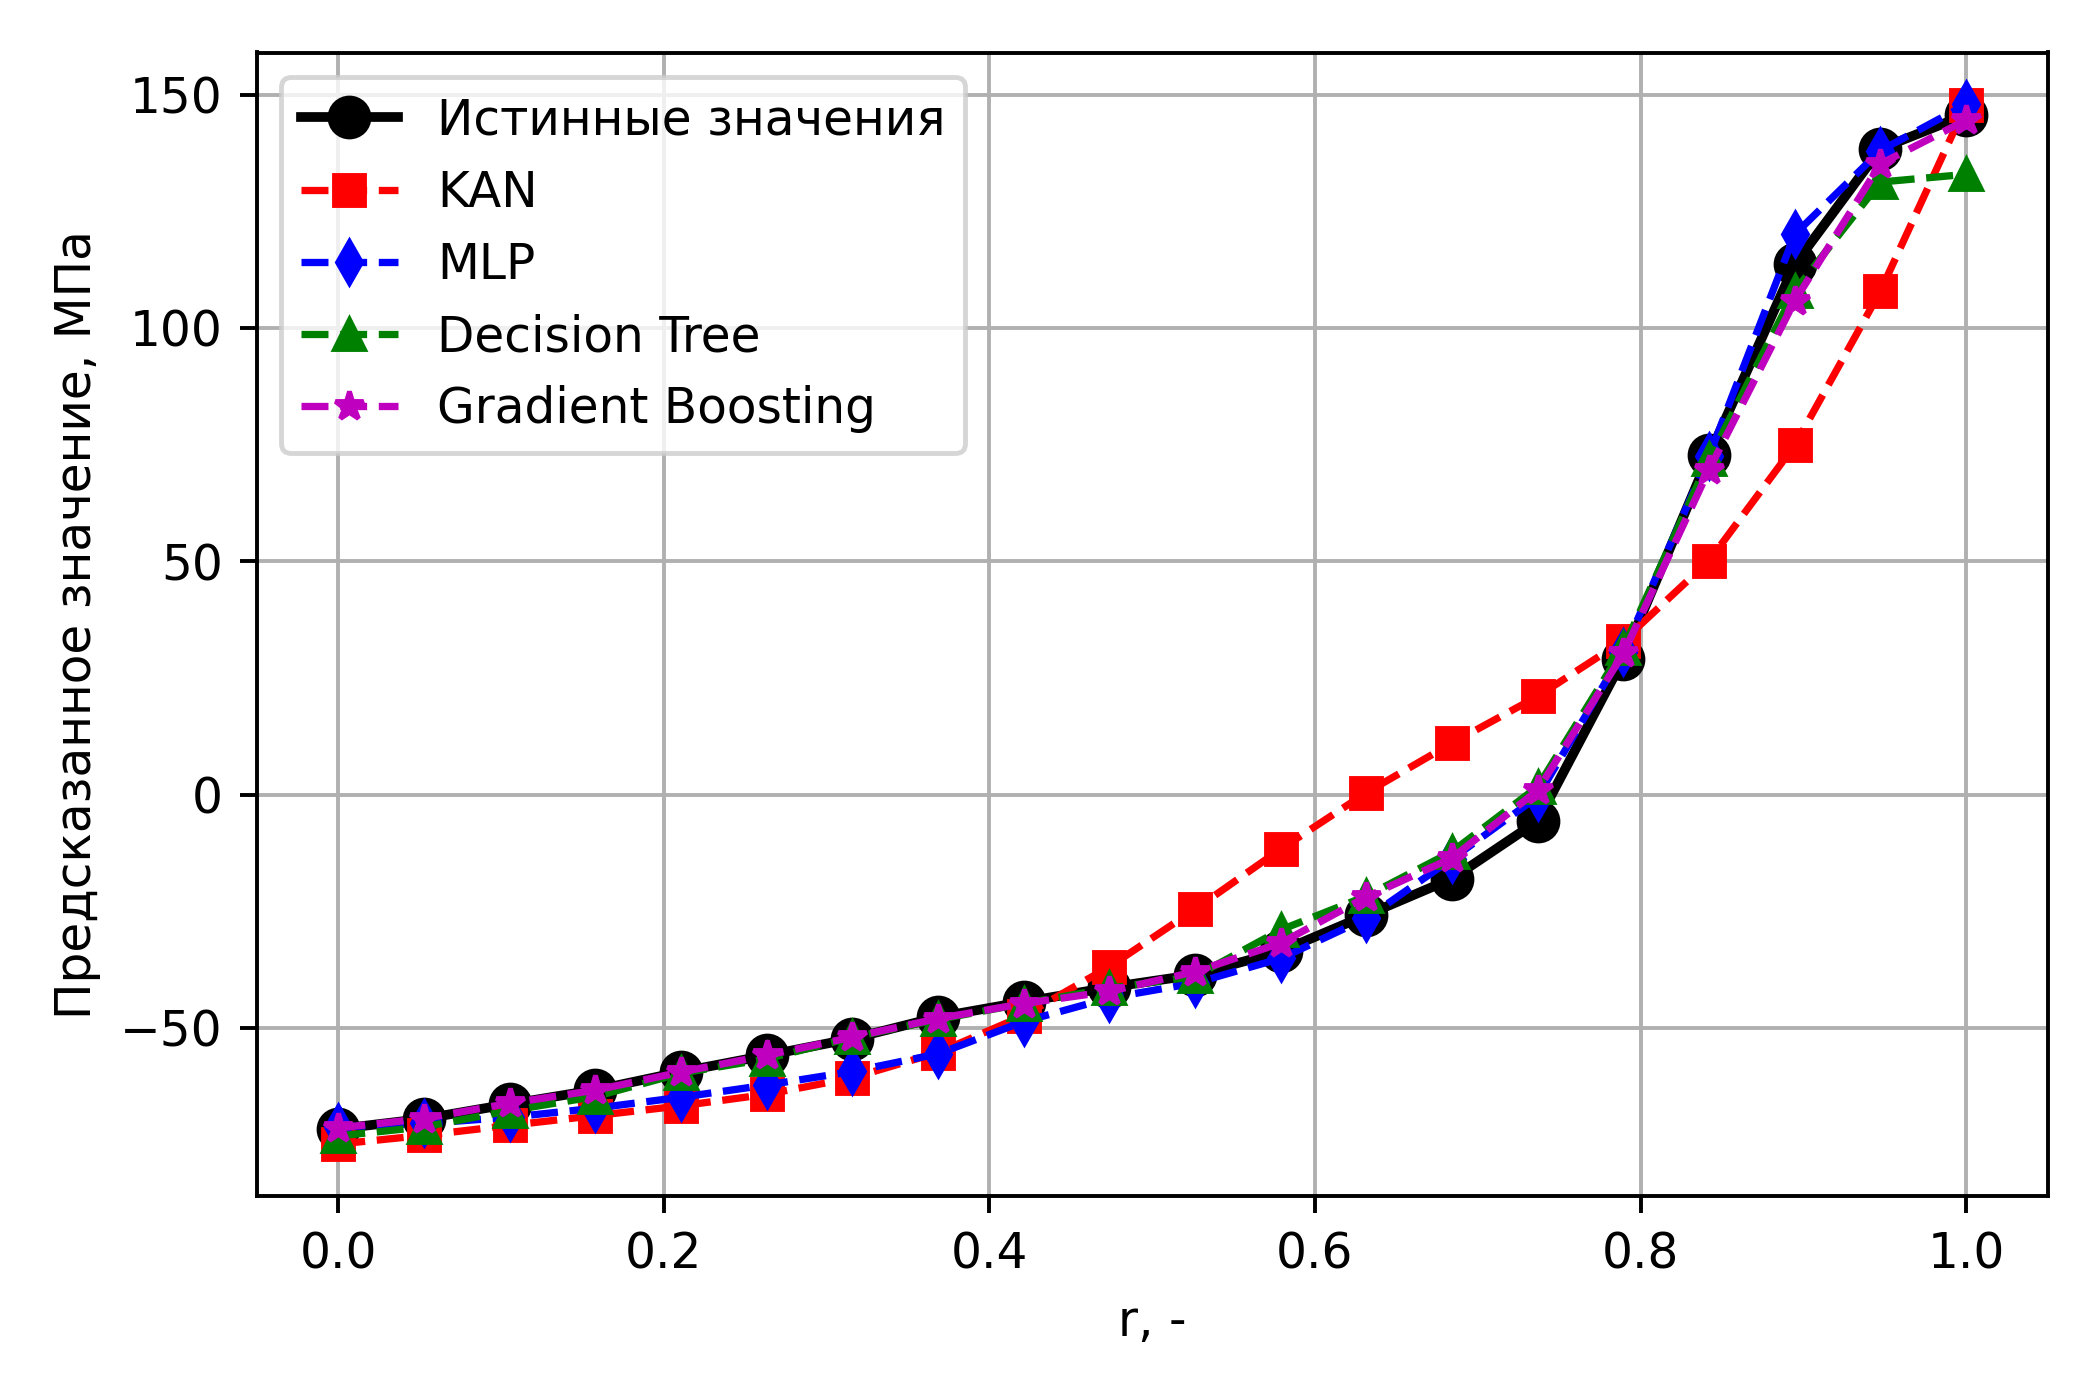 Истинные значения
KAN
MLP
Decision Tree
Gradient Boosting
Предсказанное значение, МПа
150
100
50
0
−50
0.0 0.2 0.4 0.6 0.8 1.0
r, -